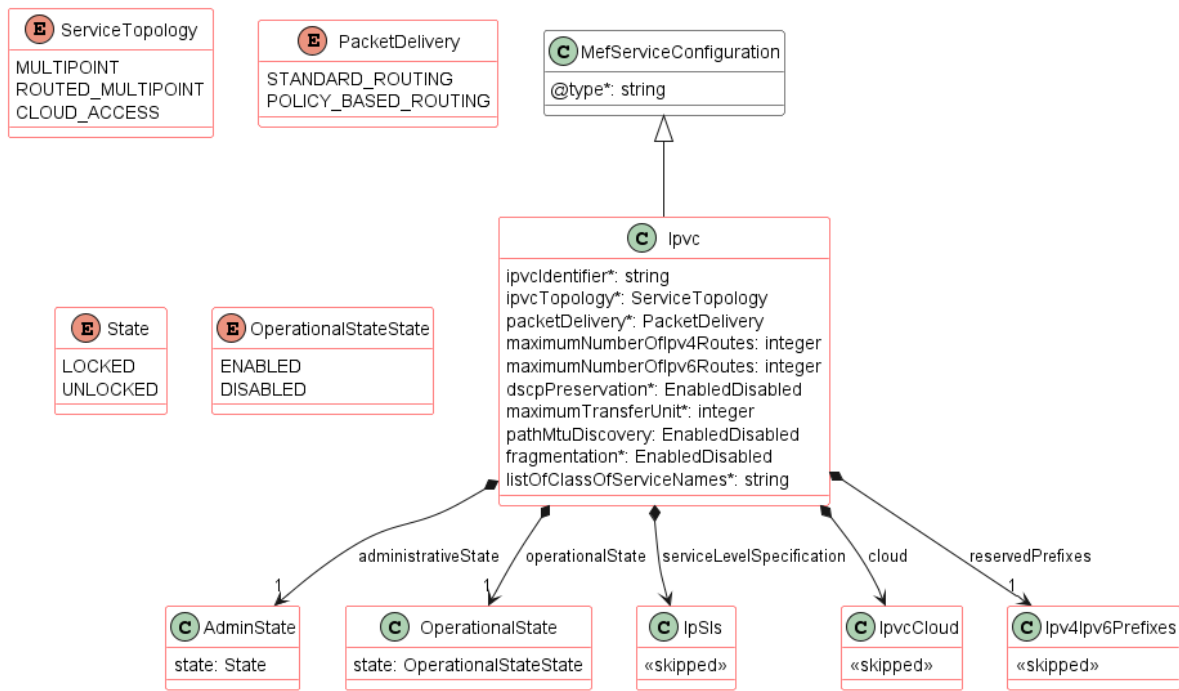 E ServiceTopology
MULTIPOINT
ROUTED_MULTIPOINT
CLOUD_ACCESS
E PacketDelivery
STANDARD_ROUTING
POLICY_BASED_ROUTING
C MefServiceConfiguration
@type*: string
C Ipvc
ipvcIdentifier*: string
ipvcTopology*: ServiceTopology
packetDelivery*: PacketDelivery
maximumNumberOfIpv4Routes: integer
maximumNumberOfIpv6Routes: integer
dscpPreservation*: EnabledDisabled
maximumTransferUnit*: integer
pathMtuDiscovery: EnabledDisabled
fragmentation*: EnabledDisabled
listOfClassOfServiceNames*: string
E State
LOCKED
UNLOCKED
E OperationalStateState
ENABLED
DISABLED
administrativeState
1
operationalState
1
serviceLevelSpecification
cloud
reservedPrefixes
1
C AdminState
state: State
C OperationalState
state: OperationalStateState
C IpSls
«skipped»
C IpvcCloud
«skipped»
C Ipv4Ipv6Prefixes
«skipped»